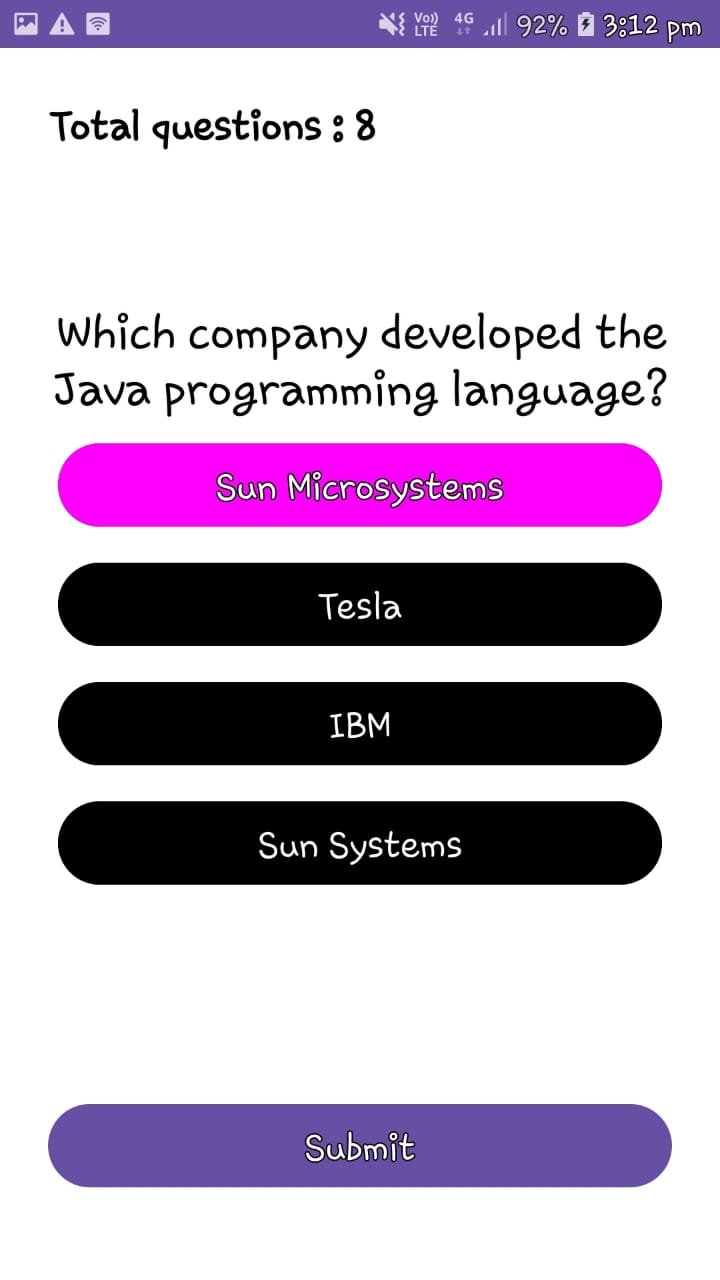 Vo)) LTE 4G 92% 3:12 pm
Total questions : 8
Which company developed the
Java programming language?
Sun Microsystems
Tesla
IBM
Sun Systems
Submit